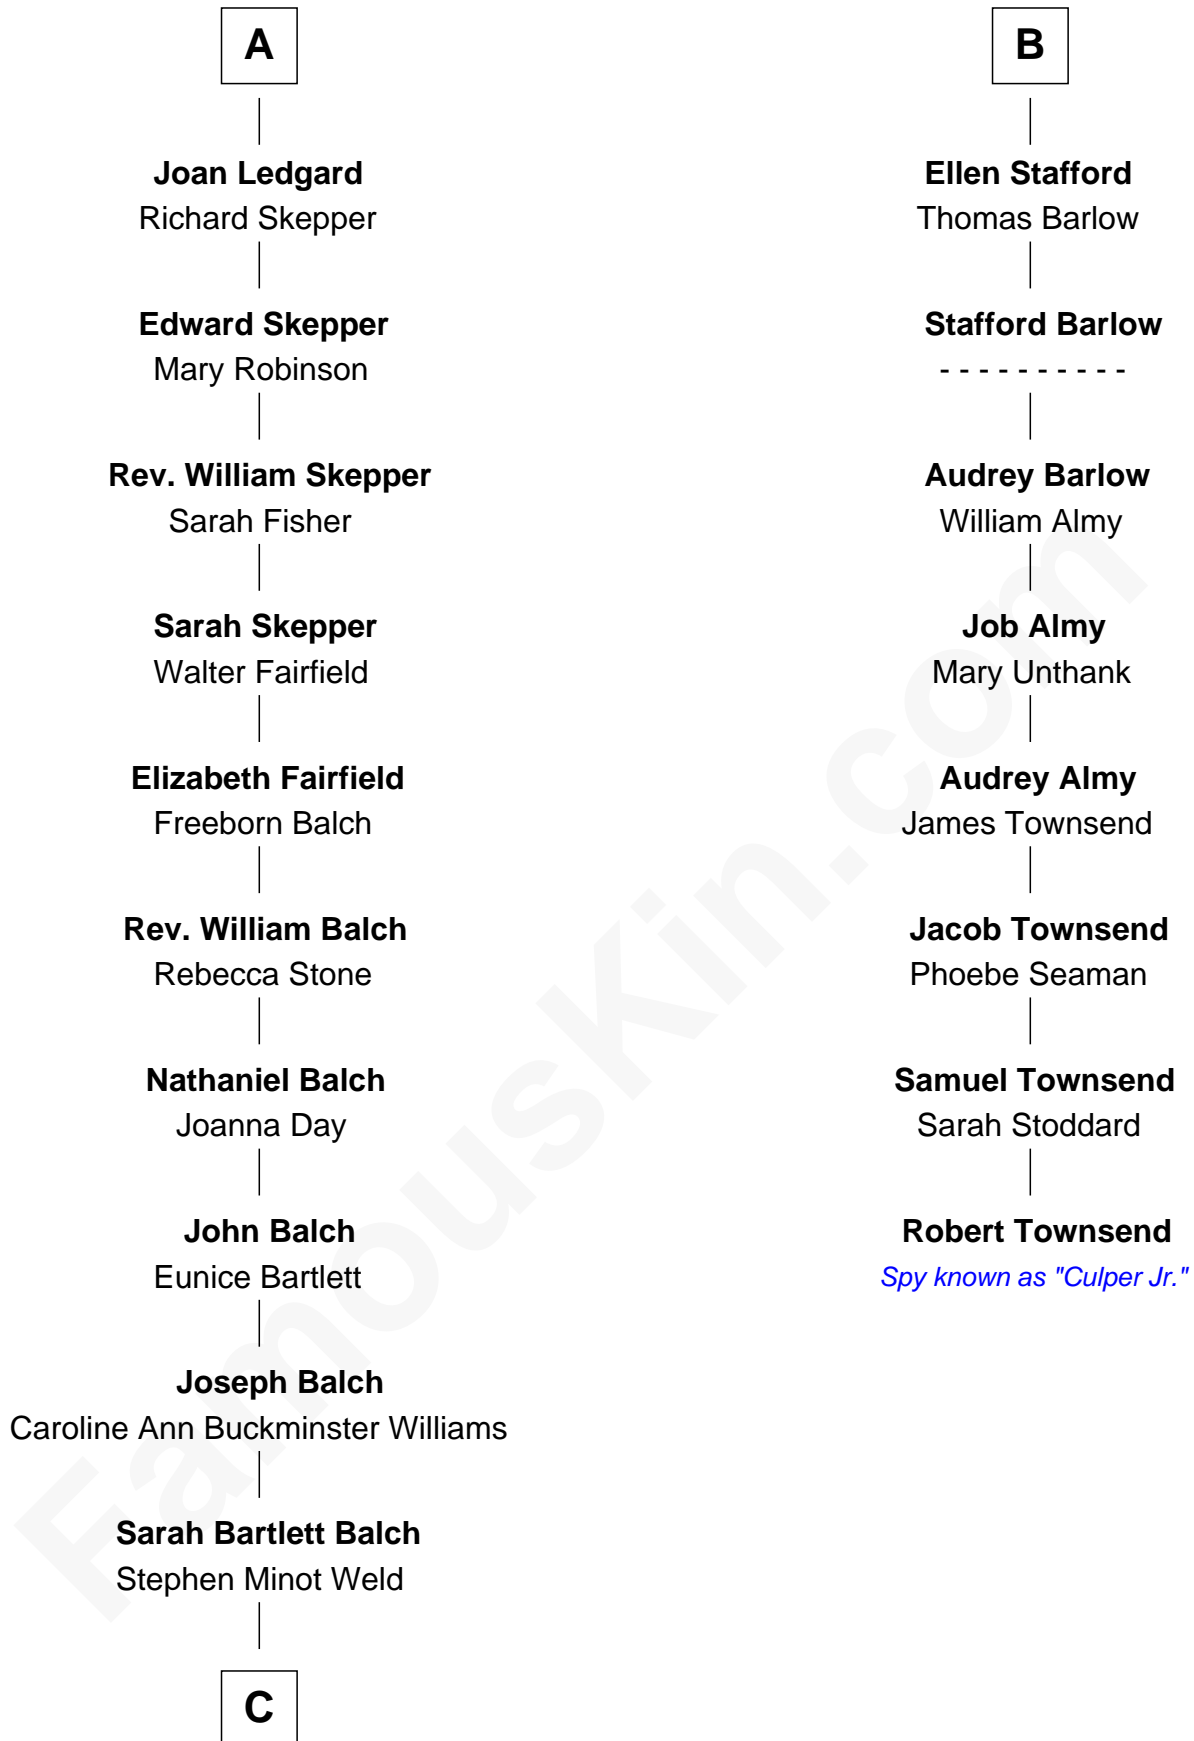 A
Joan Ledgard
Richard Skepper
Edward Skepper
Mary Robinson
Rev. William Skepper
Sarah Fisher
Sarah Skepper
Walter Fairfield
Elizabeth Fairfield
Freeborn Balch
Rev. William Balch
Rebecca Stone
Nathaniel Balch
Joanna Day
John Balch
Eunice Bartlett
Joseph Balch
Caroline Ann Buckminster Williams
Sarah Bartlett Balch
Stephen Minot Weld
C
B
Ellen Stafford
Thomas Barlow
Stafford Barlow
- - - - - - - - - -
Audrey Barlow
William Almy
Job Almy
Mary Unthank
Audrey Almy
James Townsend
Jacob Townsend
Phoebe Seaman
Samuel Townsend
Sarah Stoddard
Robert Townsend
Spy known as "Culper Jr."
FamousKin.com